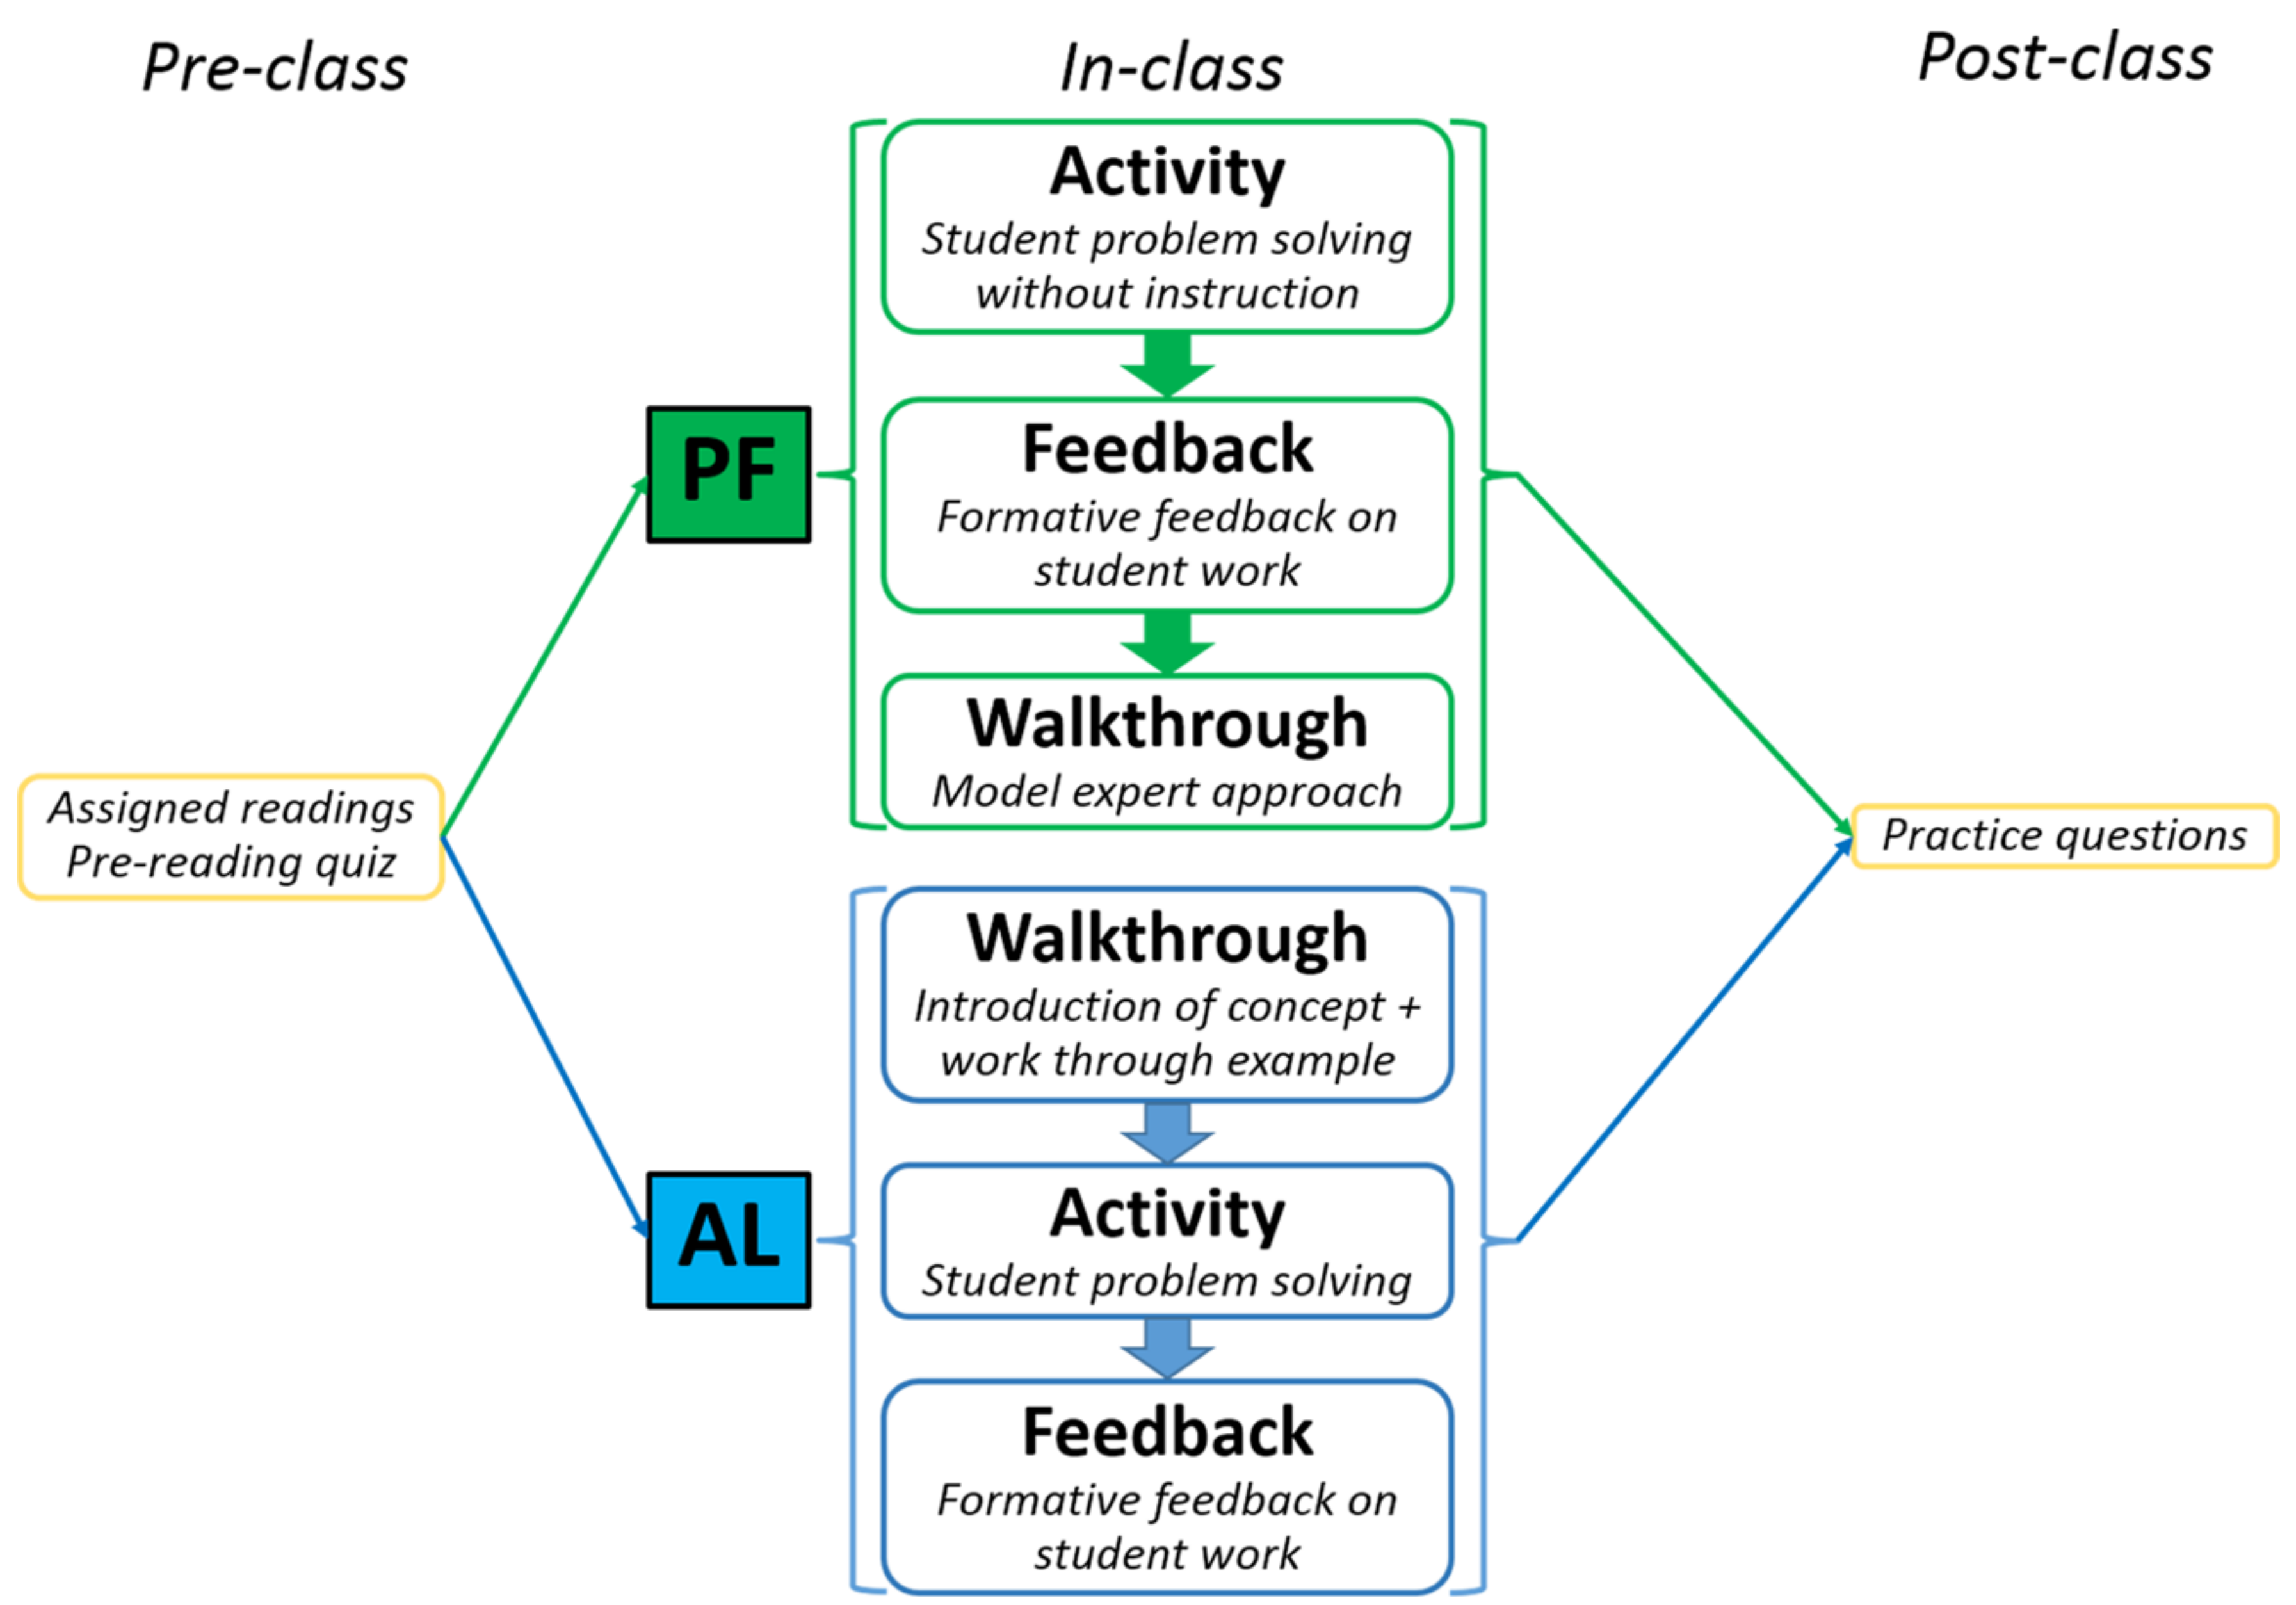 Pre-class
In-class
Post-class
Assigned readings
Pre-reading quiz
PF
Activity
Student problem solving
without instruction
Feedback
Formative feedback on
student work
Walkthrough
Model expert approach
AL
Walkthrough
Introduction of concept +
work through example
Activity
Student problem solving
Feedback
Formative feedback on
student work
Practice questions